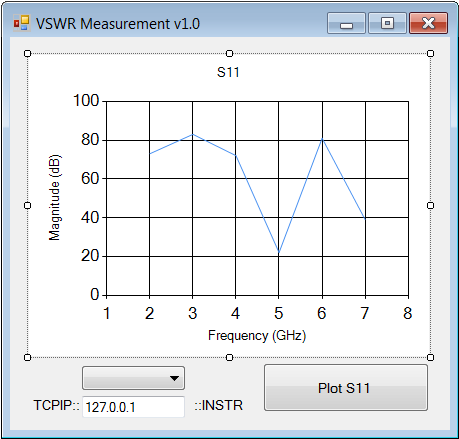 VSWR Measurement v1.0
S11
100
80
60
40
20
0
Magnitude (dB)
1 2 3 4 5 6 7 8
Frequency (GHz)
Plot S11
TCPIP:: 127.0.0.1 ::INSTR